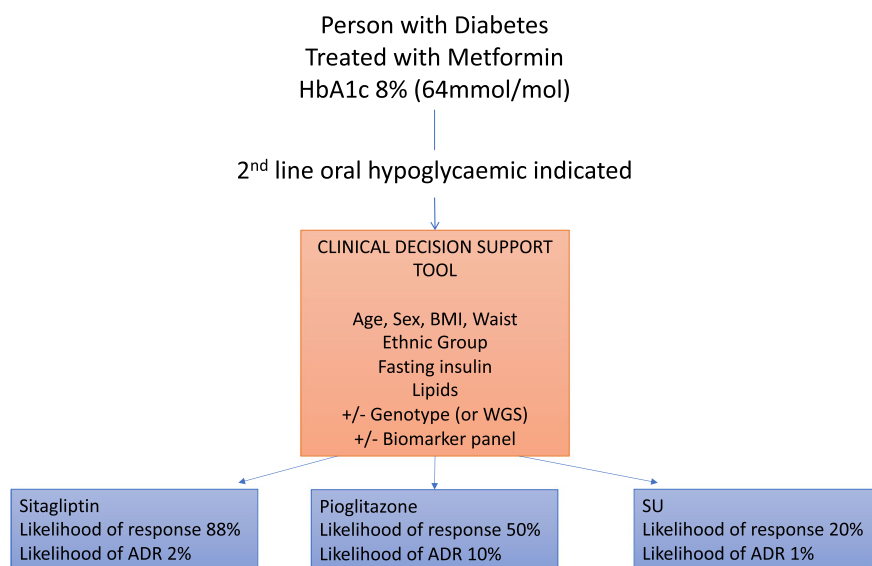 Person with Diabetes
Treated with Metformin
HbA1c 8% (64mmol/mol)
2nd line oral hypoglycaemic indicated
CLINICAL DECISION SUPPORT
TOOL
Age, Sex, BMI, Waist
Ethnic Group
Fasting insulin
Lipids
+/- Genotype (or WGS)
+/- Biomarker panel
Sitagliptin
Likelihood of response 88%
Likelihood of ADR 2%
Pioglitazone
Likelihood of response 50%
Likelihood of ADR 10%
SU
Likelihood of response 20%
Likelihood of ADR 1%